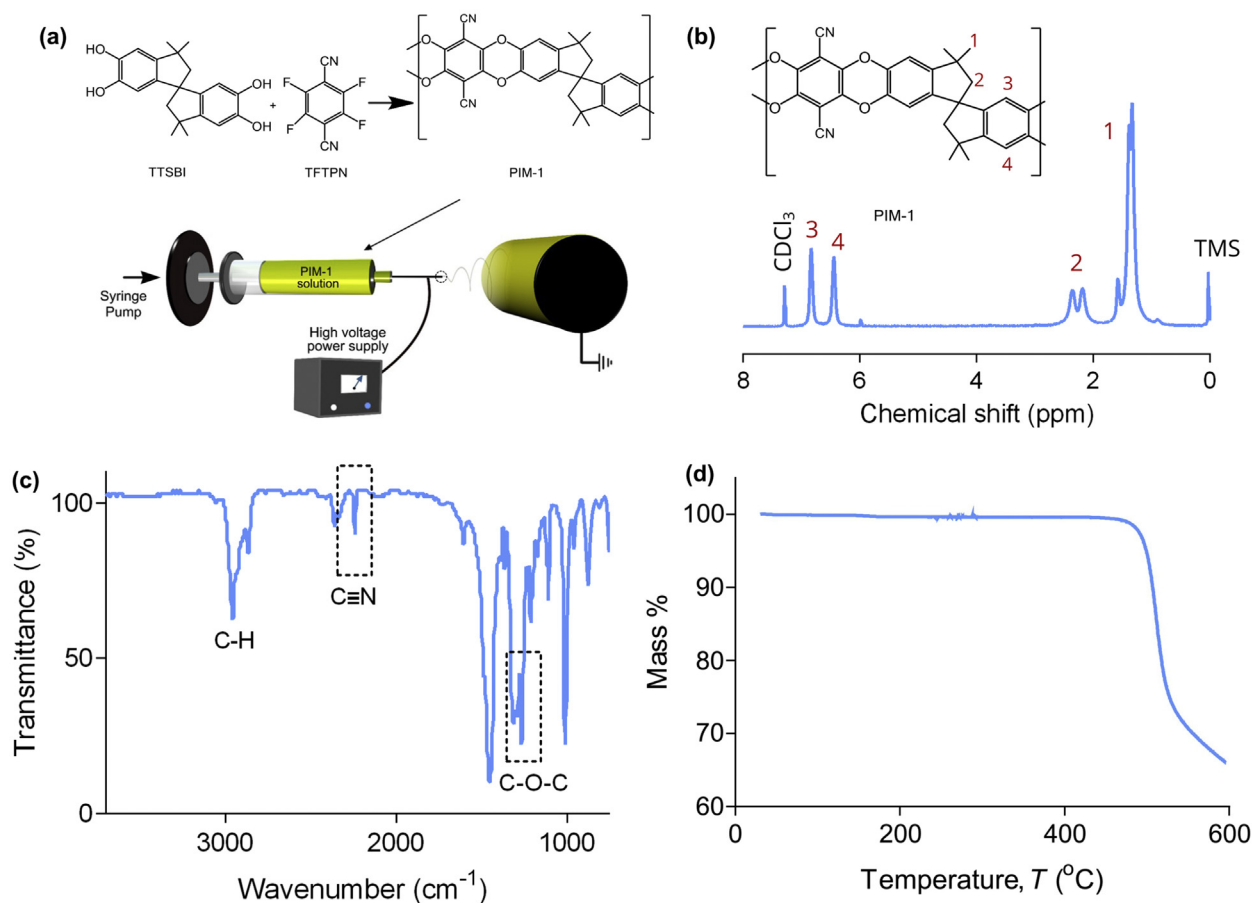 (a)
CN
HO
HO
OH
OH
CN
F
F
F
F
CN
+
O
O
O
O
CN
TTSBI
TFTPN
PIM-1
Syringe
Pump
PIM-1
solution
High voltage
power supply
(b)
CN
O
O
O
O
CN
1
2
3
4
PIM-1
CDCl₃
3
4
2
1
TMS
8
6
4
2
0
Chemical shift (ppm)
(c)
100
50
0
C-H
C≡N
C-O-C
3000
2000
1000
Transmittance (%)
Wavenumber (cm⁻¹)
(d)
100
90
80
70
60
0
200
400
600
Mass %
Temperature, T (°C)